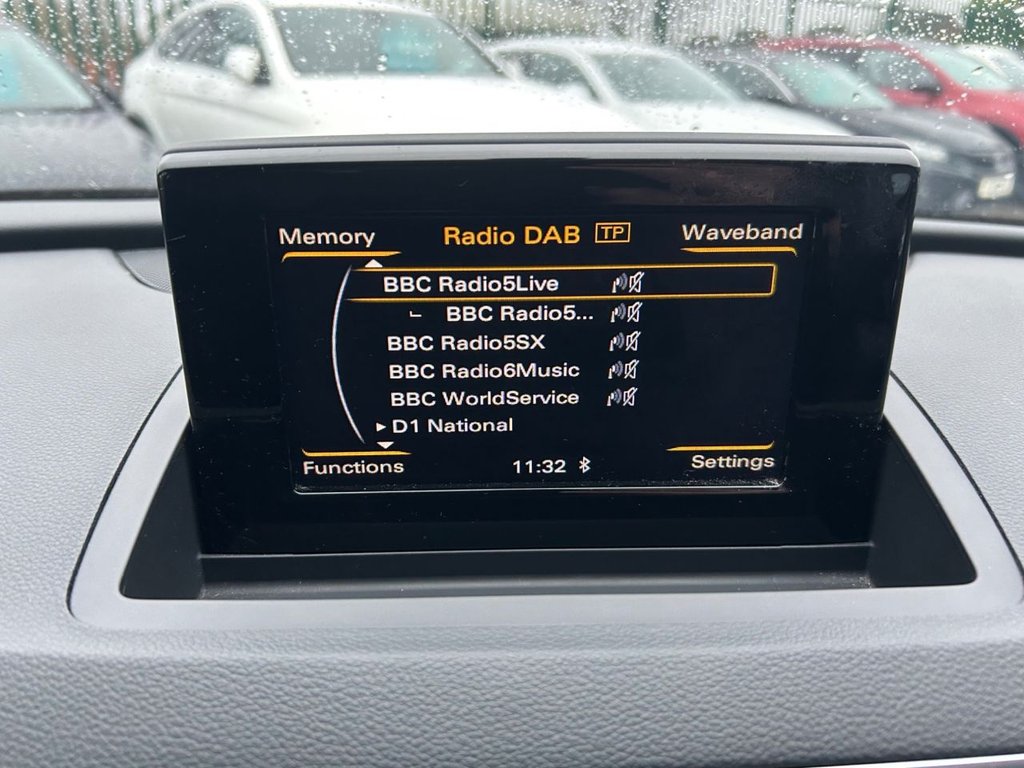 Memory Radio DAB TP Waveband
BBC Radio5Live
BBC Radio5...
BBC Radio5SX
BBC Radio6Music
BBC WorldService
D1 National
Functions 11:32 Settings